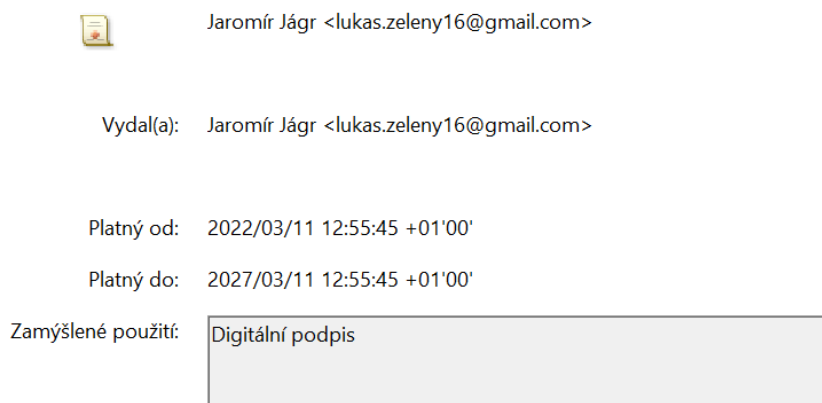 Jaromír Jágr <lukas.zeleny16@gmail.com>
Vydal(a): Jaromír Jágr <lukas.zeleny16@gmail.com>
Platný od: 2022/03/11 12:55:45 +01'00'
Platný do: 2027/03/11 12:55:45 +01'00'
Zamýšlené použití: Digitální podpis